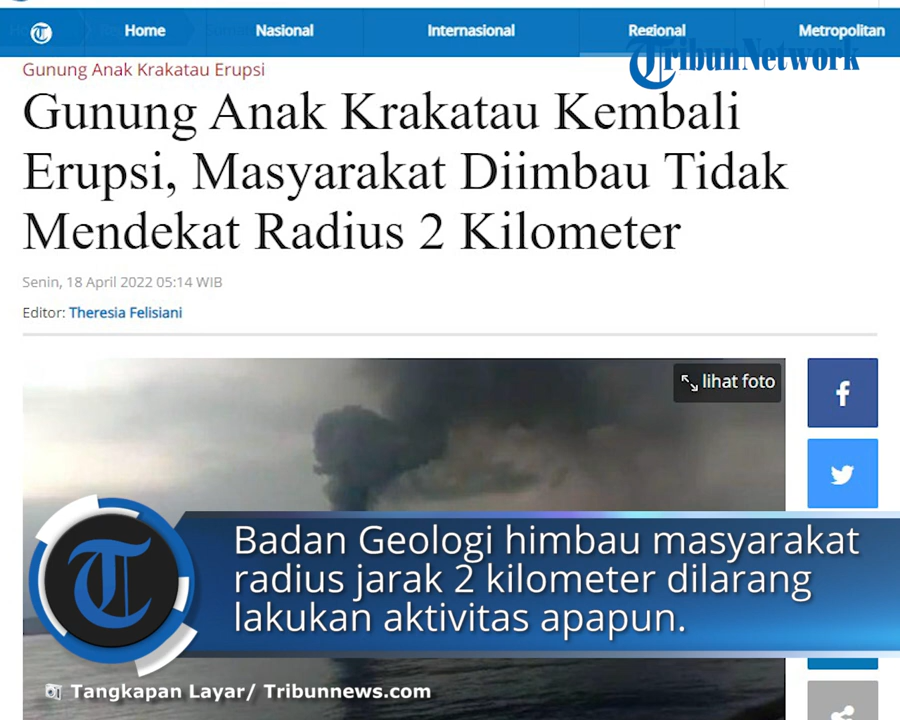 Home Nasional Internasional Regional Metropolitan
TribunNetwork
Gunung Anak Krakatau Erupsi
Gunung Anak Krakatau Kembali
Erupsi, Masyarakat Diimbau Tidak
Mendekat Radius 2 Kilometer
Senin, 18 April 2022 05:14 WIB
Editor: Theresia Felisiani
lihat foto
Badan Geologi himbau masyarakat
radius jarak 2 kilometer dilarang
lakukan aktivitas apapun.
Tangkapan Layar/ Tribunnews.com